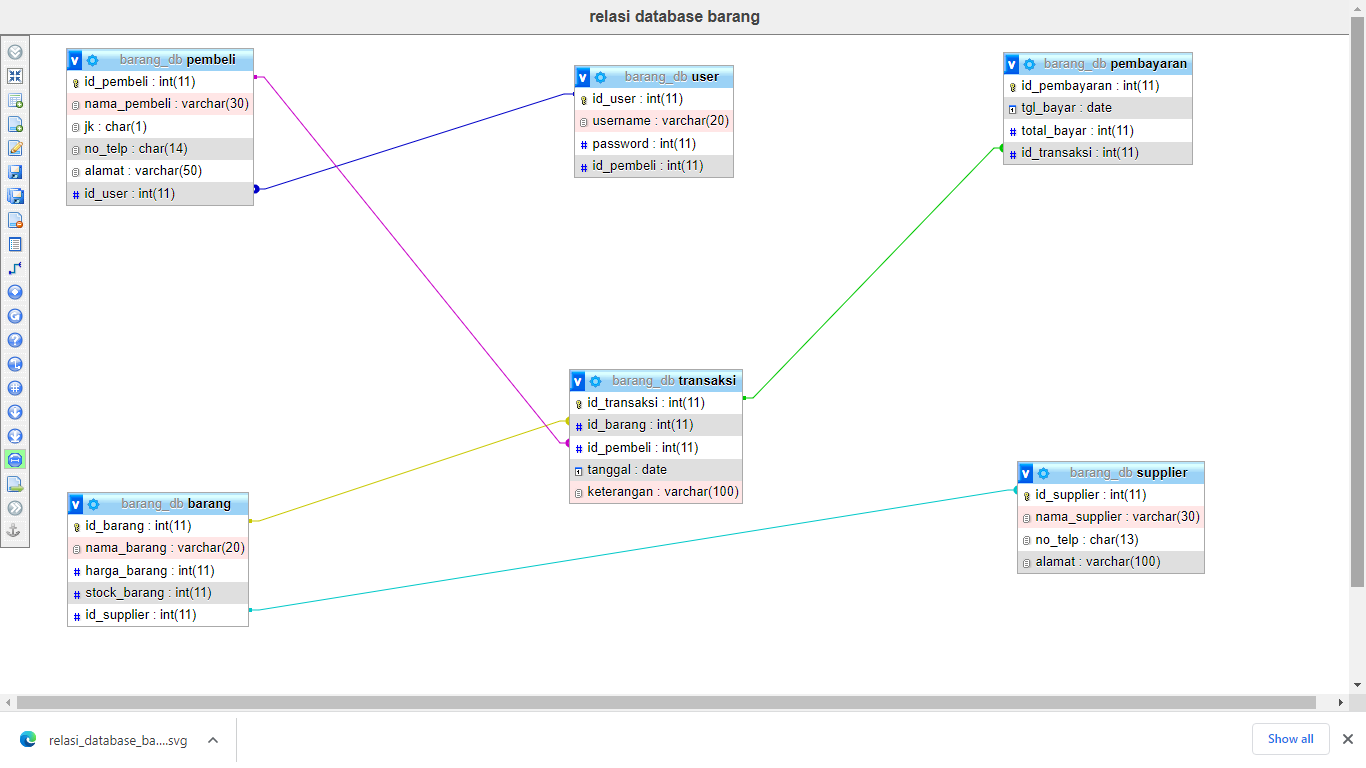 relasi database barang
barang_db pembeli
id_pembeli : int(11)
nama_pembeli : varchar(30)
jk : char(1)
no_telp : char(14)
alamat : varchar(50)
id_user : int(11)
barang_db user
id_user : int(11)
username : varchar(20)
password : int(11)
id_pembeli : int(11)
barang_db pembayaran
id_pembayaran : int(11)
tgl_bayar : date
total_bayar : int(11)
id_transaksi : int(11)
barang_db transaksi
id_transaksi : int(11)
id_barang : int(11)
id_pembeli : int(11)
tanggal : date
keterangan : varchar(100)
barang_db barang
id_barang : int(11)
nama_barang : varchar(20)
harga_barang : int(11)
stock_barang : int(11)
id_supplier : int(11)
barang_db supplier
id_supplier : int(11)
nama_supplier : varchar(30)
no_telp : char(13)
alamat : varchar(100)
relasi_database_ba....svg
Show all